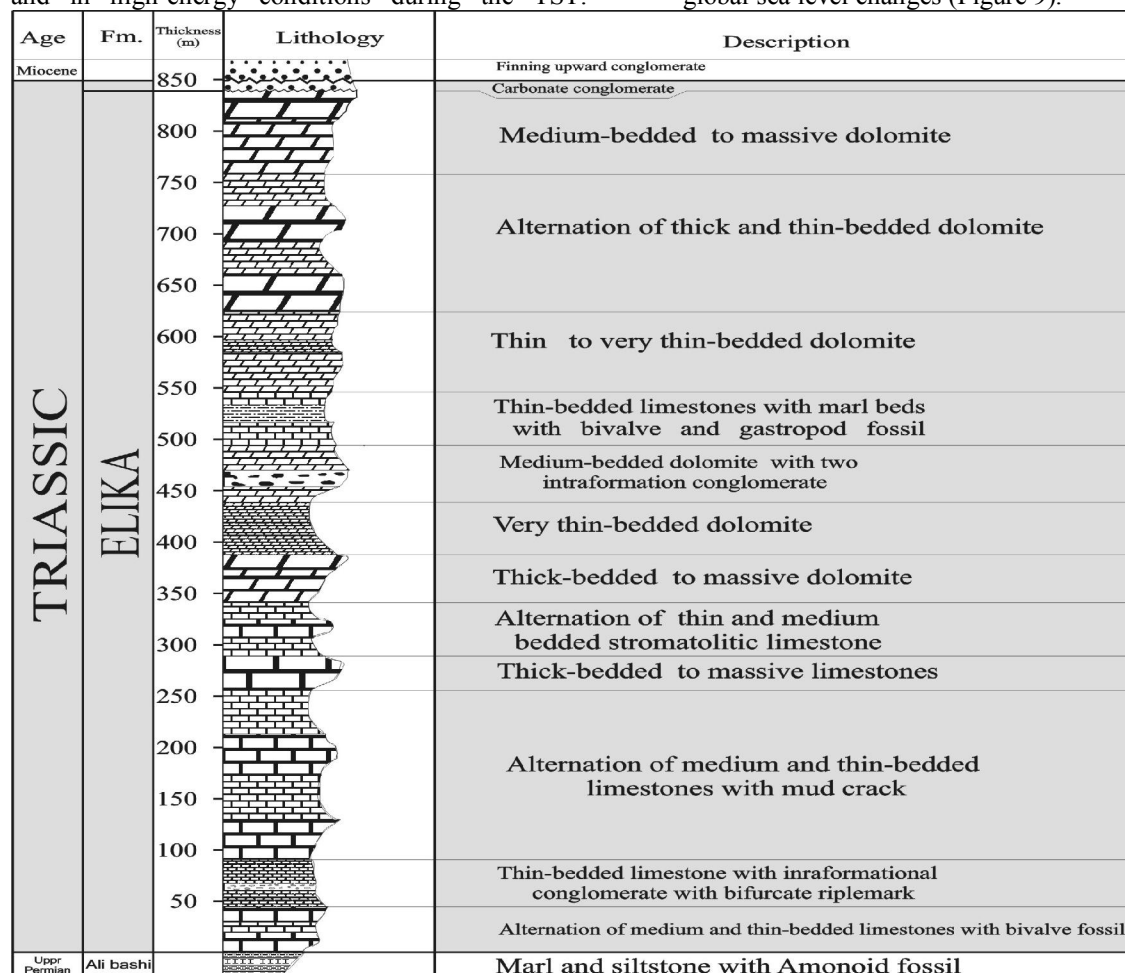 and in high-energy conditions during the TST.
global sea level changes (Figure 9).
Age Fm. Thickness (m) Lithology Description
Miocene
Finning upward conglomerate
850
Carbonate conglomerate
800
Medium-bedded to massive dolomite
750
700
Alternation of thick and thin-bedded dolomite
650
600
Thin to very thin-bedded dolomite
550
Thin-bedded limestones with marl beds
with bivalve and gastropod fossil
500
Medium-bedded dolomite with two
intraformation conglomerate
450
Very thin-bedded dolomite
400
TRIASSIC
ELIKA
Thick-bedded to massive dolomite
350
Alternation of thin and medium
bedded stromatolitic limestone
300
Thick-bedded to massive limestones
250
200
Alternation of medium and thin-bedded
limestones with mud crack
150
100
Thin-bedded limestone with inraformational
conglomerate with bifurcate riplemark
50
Alternation of medium and thin-bedded limestones with bivalve fossil
Uppr
Permian
Ali bashi
Marl and siltstone with Amonoid fossil